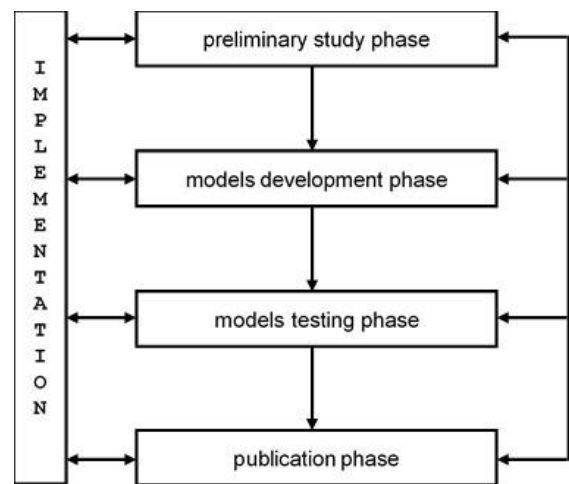 IMPLEMENTATION
preliminary study phase
models development phase
models testing phase
publication phase